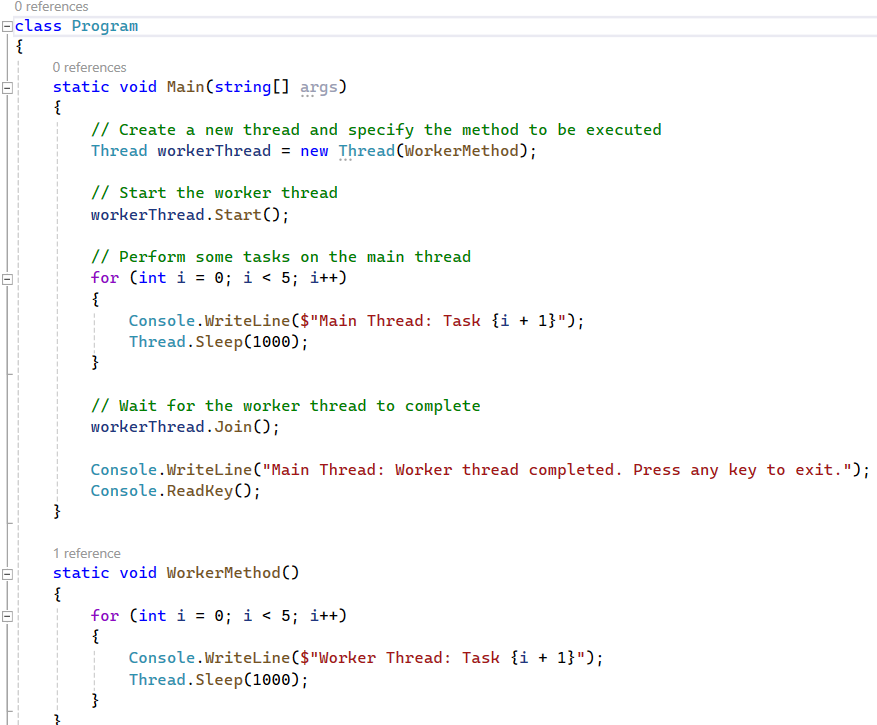 0 references
class Program
{
0 references
static void Main(string[] args)
{
// Create a new thread and specify the method to be executed
Thread workerThread = new Thread(WorkerMethod);
// Start the worker thread
workerThread.Start();
// Perform some tasks on the main thread
for (int i = 0; i < 5; i++)
{
Console.WriteLine($"Main Thread: Task {i + 1}");
Thread.Sleep(1000);
}
// Wait for the worker thread to complete
workerThread.Join();
Console.WriteLine("Main Thread: Worker thread completed. Press any key to exit.");
Console.ReadKey();
}
1 reference
static void WorkerMethod()
{
for (int i = 0; i < 5; i++)
{
Console.WriteLine($"Worker Thread: Task {i + 1}");
Thread.Sleep(1000);
}
}